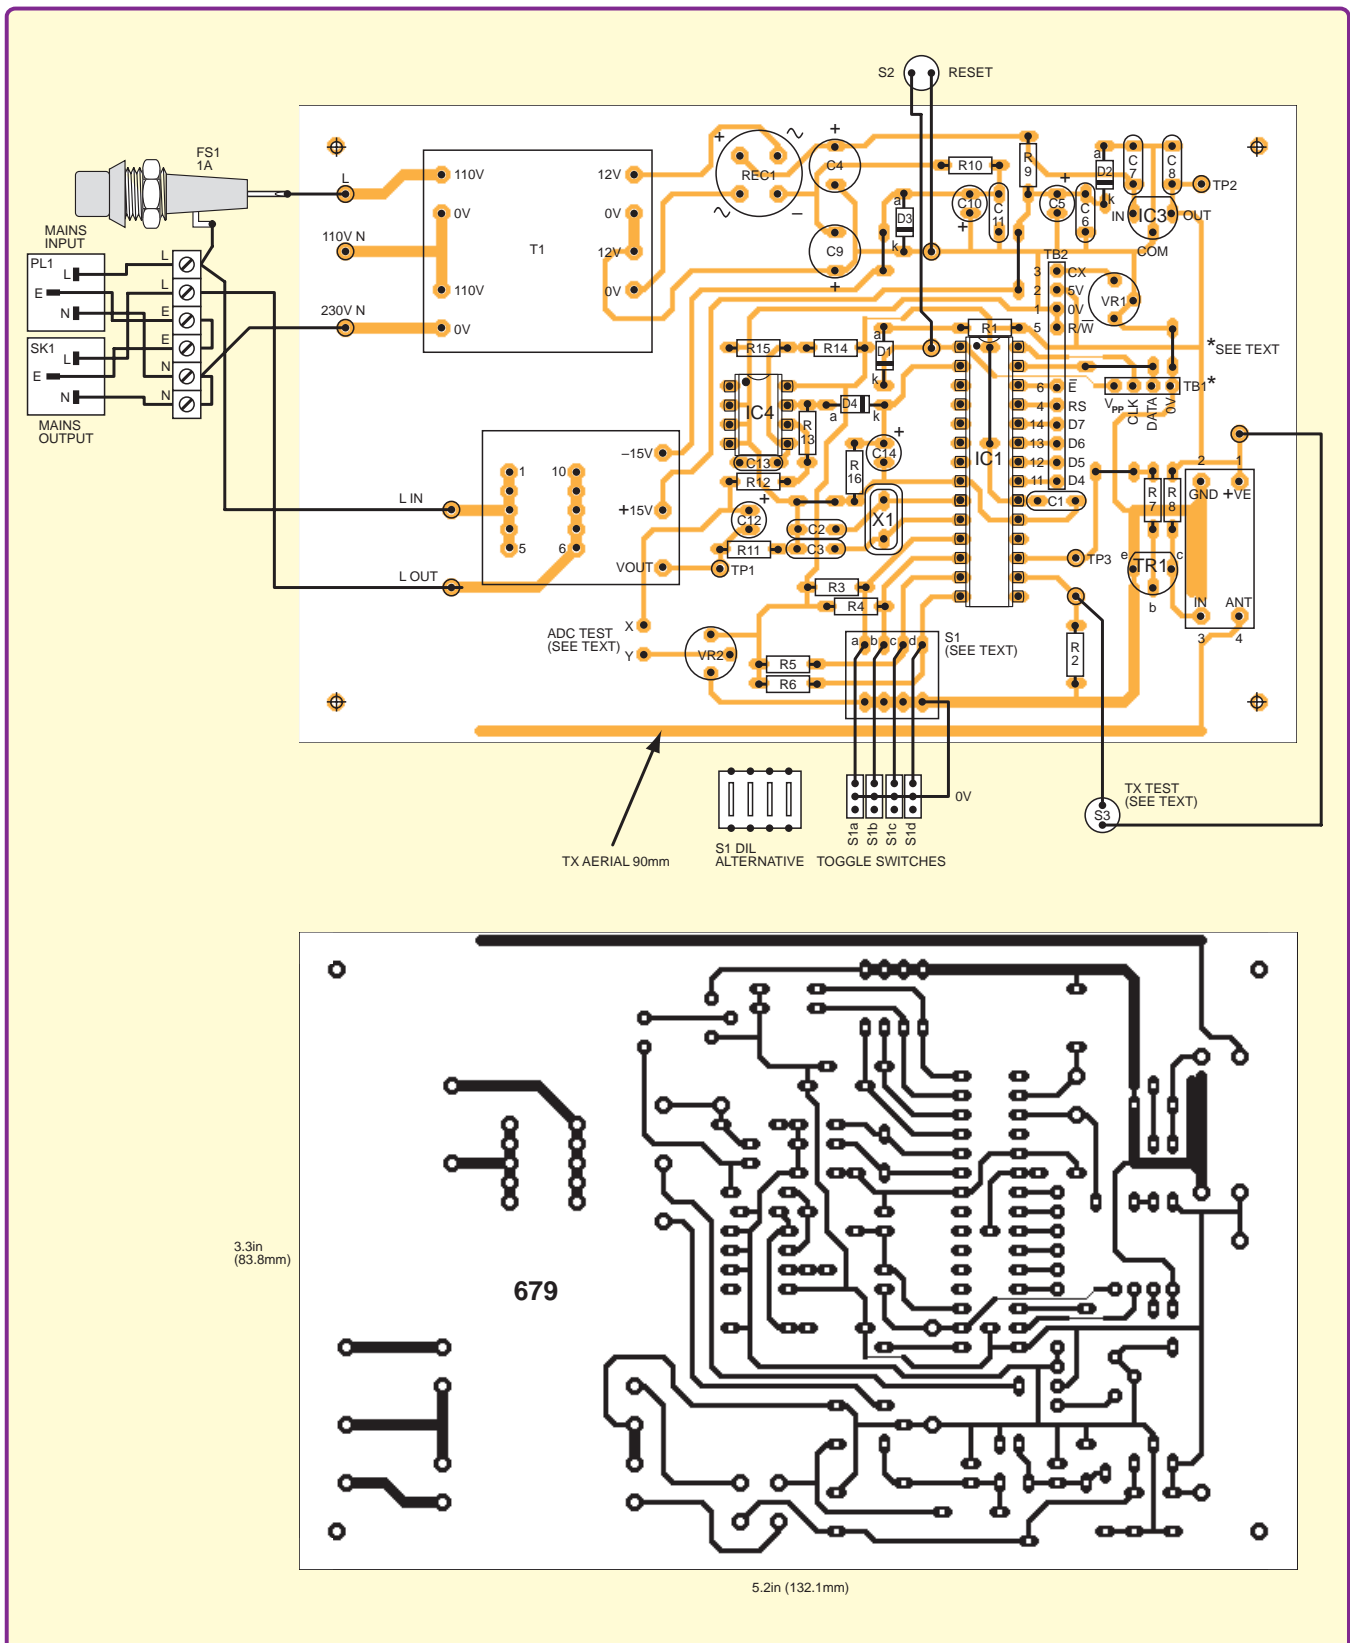 S2
RESET
FS1
1A
MAINS
INPUT
PL1
L
E
N
SK1
L
E
N
MAINS
OUTPUT
L
L
E
E
N
N
L
110V N
230V N
110V
0V
110V
0V
T1
12V
0V
12V
0V
+
REC1
–
+
C4
C9
+
R10
a
D3
k
C10
+
C
11
R
9
+
C5
C
6
a
D2
k
C
7
C
8
TP2
IN
IC3
OUT
COM
TB2
3 CX
2 5V
1 0V
5 R/W
6 E
4 RS
14 D7
13 D6
12 D5
11 D4
VR1
*SEE TEXT
TB1*
VPP
CLK
DATA
0V
R15
R14
a
D1
k
R1
IC4
R
13
a
D4
k
C14
+
R
16
C13
R12
+
C12
R11
TP1
C2
C3
X1
IC1
C1
R3
R4
TP3
R
7
R
8
e
TR1
c
b
2
GND
1
+VE
IN
3
ANT
4
1
5
10
6
–15V
+15V
VOUT
L IN
L OUT
ADC TEST
(SEE TEXT)
X
Y
VR2
R5
R6
a b c d
S1
(SEE TEXT)
R
2
S1a
S1b
S1c
S1d
0V
TX TEST
(SEE TEXT)
S3
S1 DIL
ALTERNATIVE
TOGGLE SWITCHES
TX AERIAL 90mm
3.3in
(83.8mm)
679
5.2in (132.1mm)